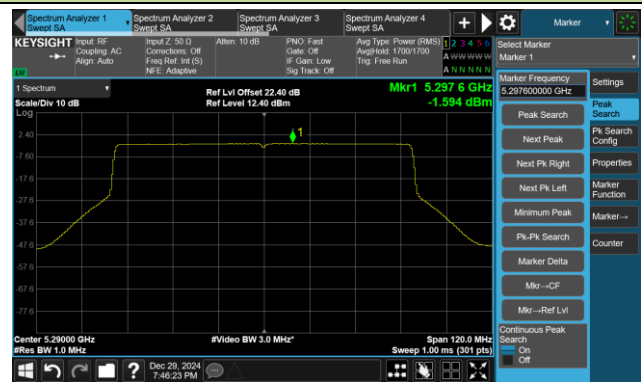 Spectrum Analyzer 1
Swept SA
Spectrum Analyzer 2
Swept SA
Spectrum Analyzer 3
Swept SA
Spectrum Analyzer 4
Swept SA
+
Marker
KEYSIGHT
Input: RF
Coupling: AC
Align: Auto
Input Z: 50 Ω
Corrections: Off
Freq Ref: Int (S)
NFE: Adaptive
Atten: 10 dB
PNO: Fast
Gate: Off
IF Gain: Low
Sig Track: Off
Avg Type: Power (RMS)
Avg|Hold: 1700/1700
Trig: Free Run
1 2 3 4 5 6
A W W W W W
A N N N N N
LV
Select Marker
Marker 1
1 Spectrum
Scale/Div 10 dB
Log
Ref Lvl Offset 22.40 dB
Ref Level 12.40 dBm
Mkr1 5.297 6 GHz
-1.594 dBm
1
2.40
-7.60
-17.6
-27.6
-37.6
-47.6
-57.6
-67.6
-77.6
Center 5.29000 GHz
#Res BW 1.0 MHz
#Video BW 3.0 MHz*
Span 120.0 MHz
Sweep 1.00 ms (301 pts)
Marker Frequency
5.297600000 GHz
Peak Search
Next Peak
Next Pk Right
Next Pk Left
Minimum Peak
Pk-Pk Search
Marker Delta
Mkr→CF
Mkr→Ref Lvl
Continuous Peak
Search
On
Off
Settings
Peak
Search
Pk Search
Config
Properties
Marker
Function
Marker→
Counter
?
Dec 29, 2024
7:46:23 PM